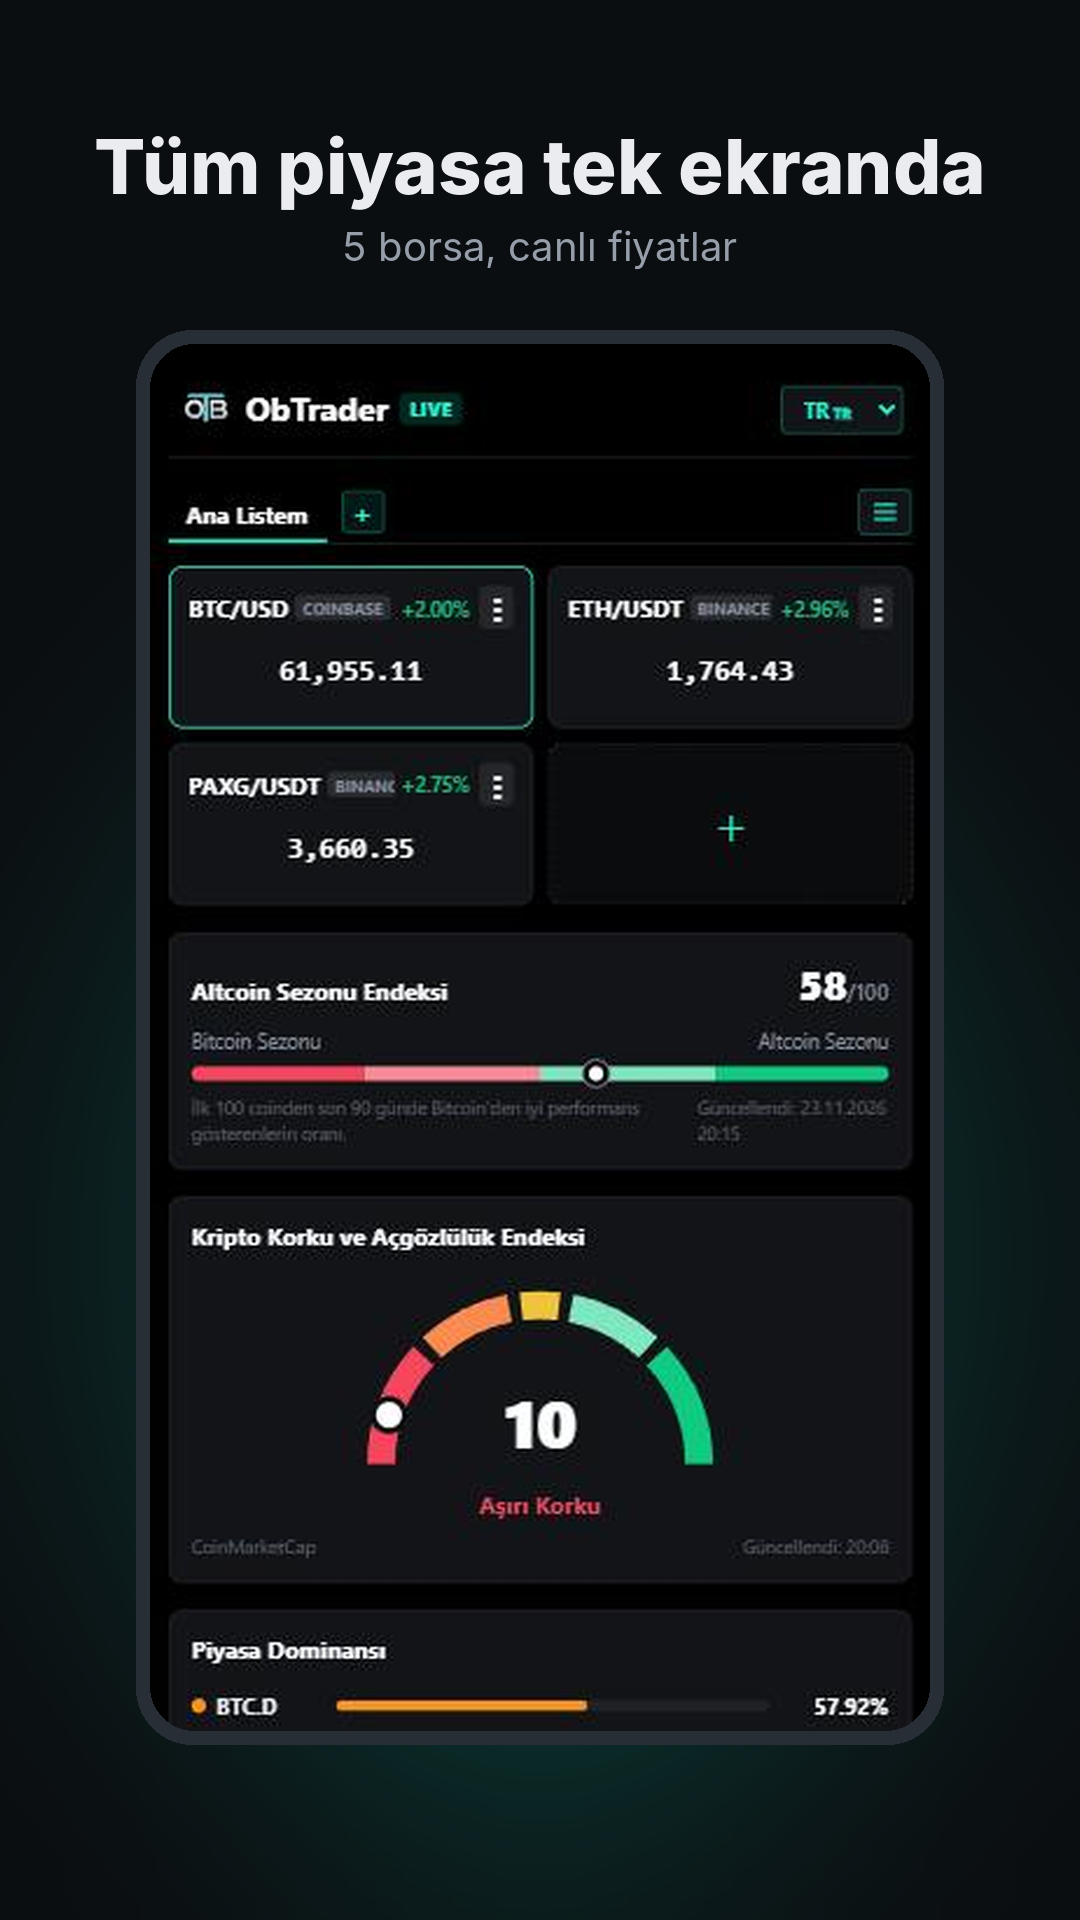 Tüm piyasa tek ekranda
5 borsa, canlı fiyatlar
OTB ObTrader LIVE
TR TR
Ana Listem +
BTC/USD COINBASE +2.00%
61,955.11
ETH/USDT BINANCE +2.96%
1,764.43
PAXG/USDT BINANC +2.75%
3,660.35
+
Altcoin Sezonu Endeksi
58/100
Bitcoin Sezonu
Altcoin Sezonu
İlk 100 coinden son 90 günde Bitcoin'den iyi performans
gösterenlerin oranı.
Güncellendi: 23.11.2026
20:15
Kripto Korku ve Açgözlülük Endeksi
10
Aşırı Korku
CoinMarketCap
Güncellendi: 20:08
Piyasa Dominansı
BTC.D
57.92%